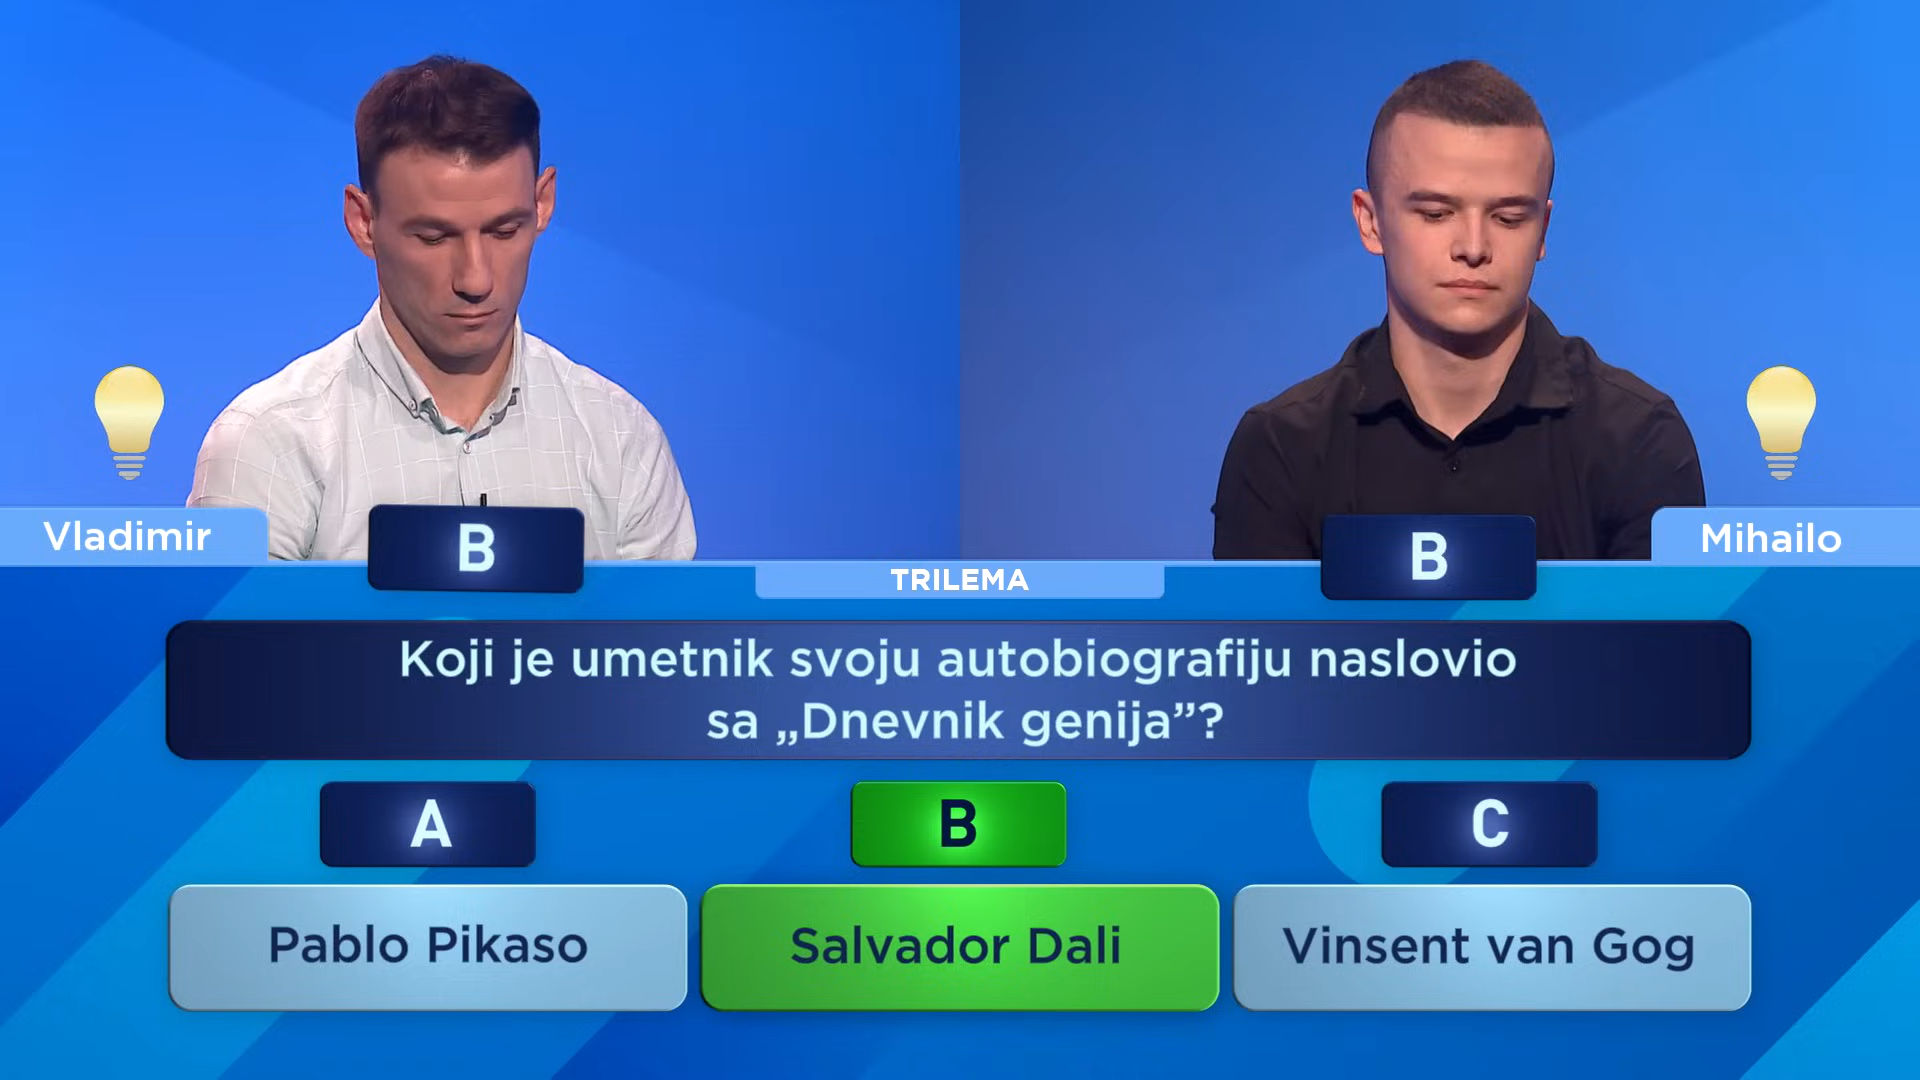 Vladimir
Mihailo
B
B
TRILEMA
Koji je umetnik svoju autobiografiju naslovio
sa „Dnevnik genija”?
A
B
C
Pablo Pikaso
Salvador Dali
Vinsent van Gog